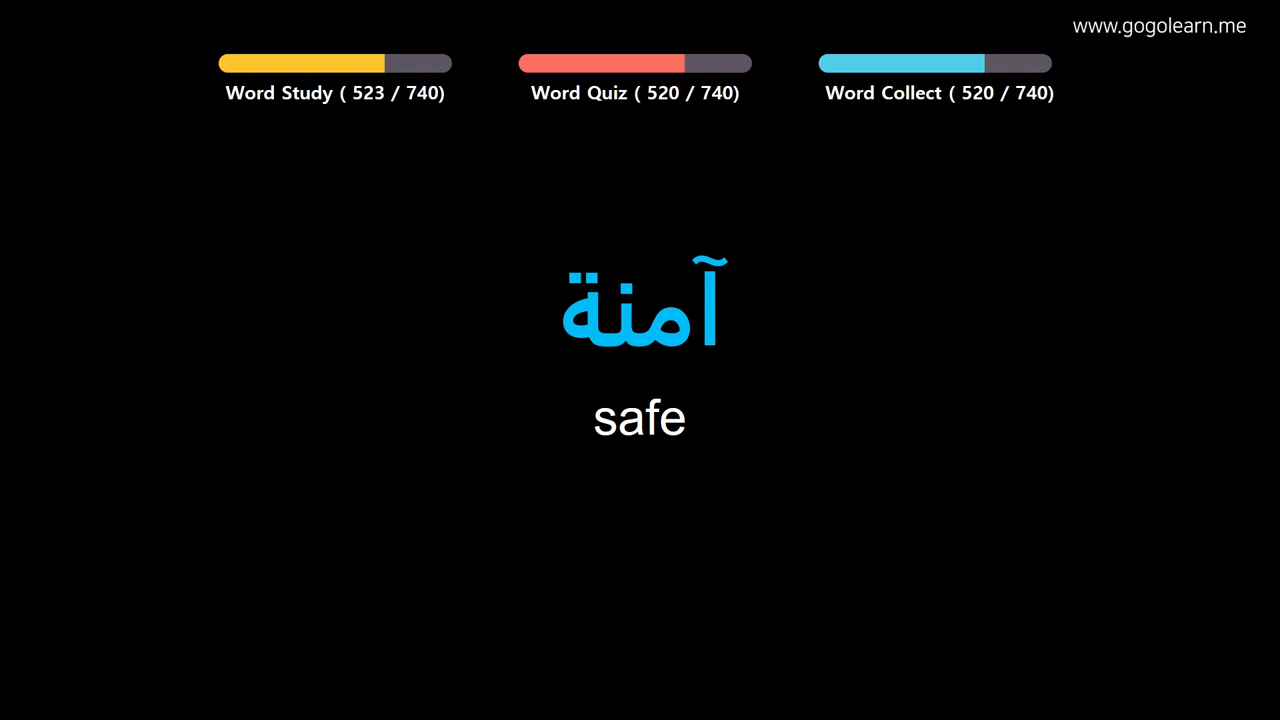 www.gogolearn.me
Word Study ( 523 / 740)
Word Quiz ( 520 / 740)
Word Collect ( 520 / 740)
آمنة
safe